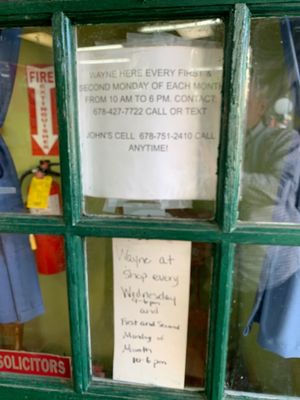 WAYNE HERE EVERY FIRST &
SECOND MONDAY OF EACH MONTH
FROM 10 AM TO 6 PM. CONTACT
678-427-7722 CALL OR TEXT
JOHN'S CELL 678-751-2410 CALL
ANYTIME!
FIRE
EXTINGUISHER
Wayne at
Shop every
Wednesday
9-6pm
and
First and Second
Monday of
Month
10-6 pm
SOLICITORS